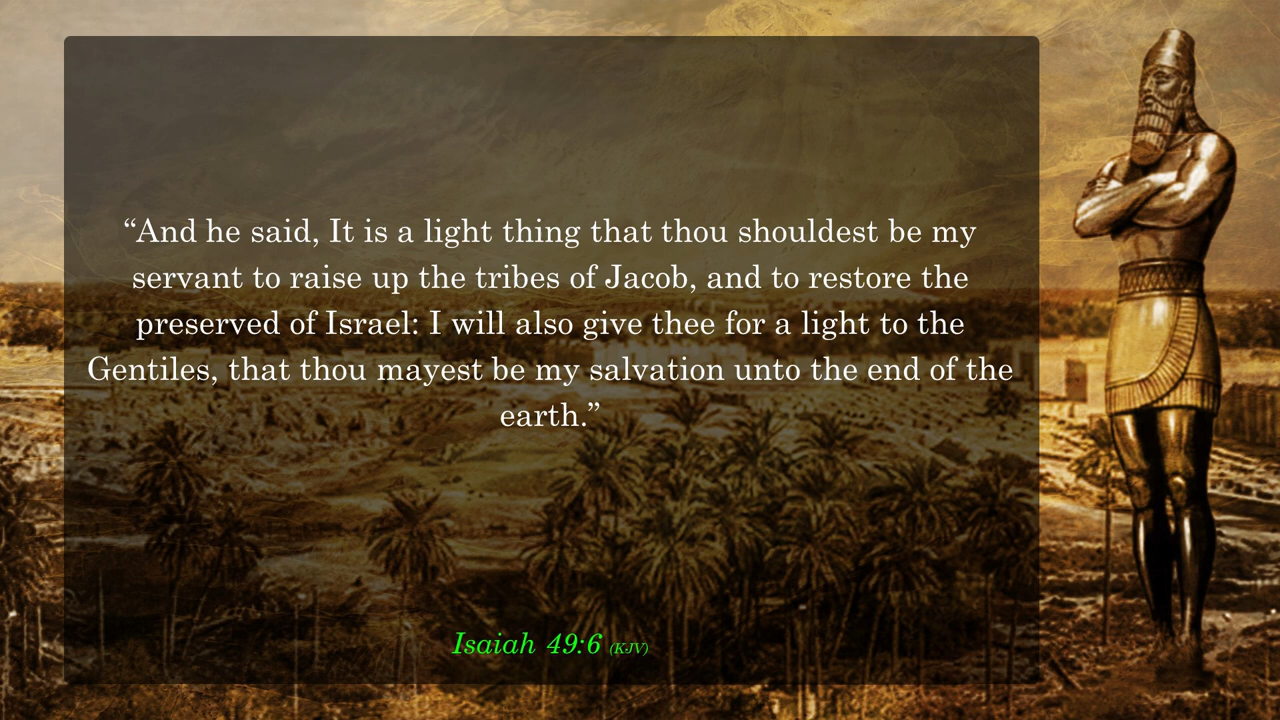 “And he said, It is a light thing that thou shouldest be my
servant to raise up the tribes of Jacob, and to restore the
preserved of Israel: I will also give thee for a light to the
Gentiles, that thou mayest be my salvation unto the end of the
earth.”
Isaiah 49:6 (KJV)